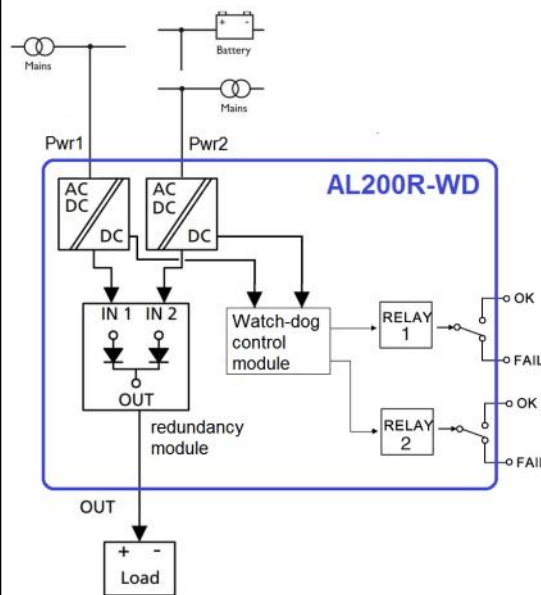 + -
Battery
Mains
Mains
Pwr1
Pwr2
AL200R-WD
AC
DC
DC
AC
DC
DC
IN 1 IN 2
OUT
redundancy
module
Watch-dog
control
module
RELAY
1
OK
FAIL
RELAY
2
OK
FAIL
OUT
+ -
Load